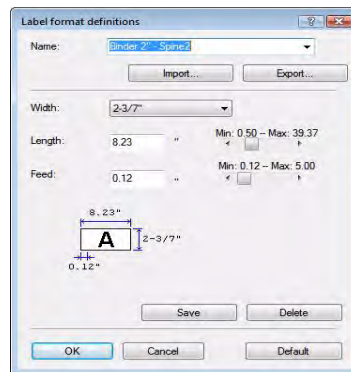 Label format definitions
Name: Binder 2" - Spine2
Import... Export...
Width: 2-3/7"
Min: 0.50 -- Max: 39.37
Length: 8.23 "
Min: 0.12 -- Max: 5.00
Feed: 0.12 "
8.23"
A 2-3/7"
0.12"
Save Delete
OK Cancel Default